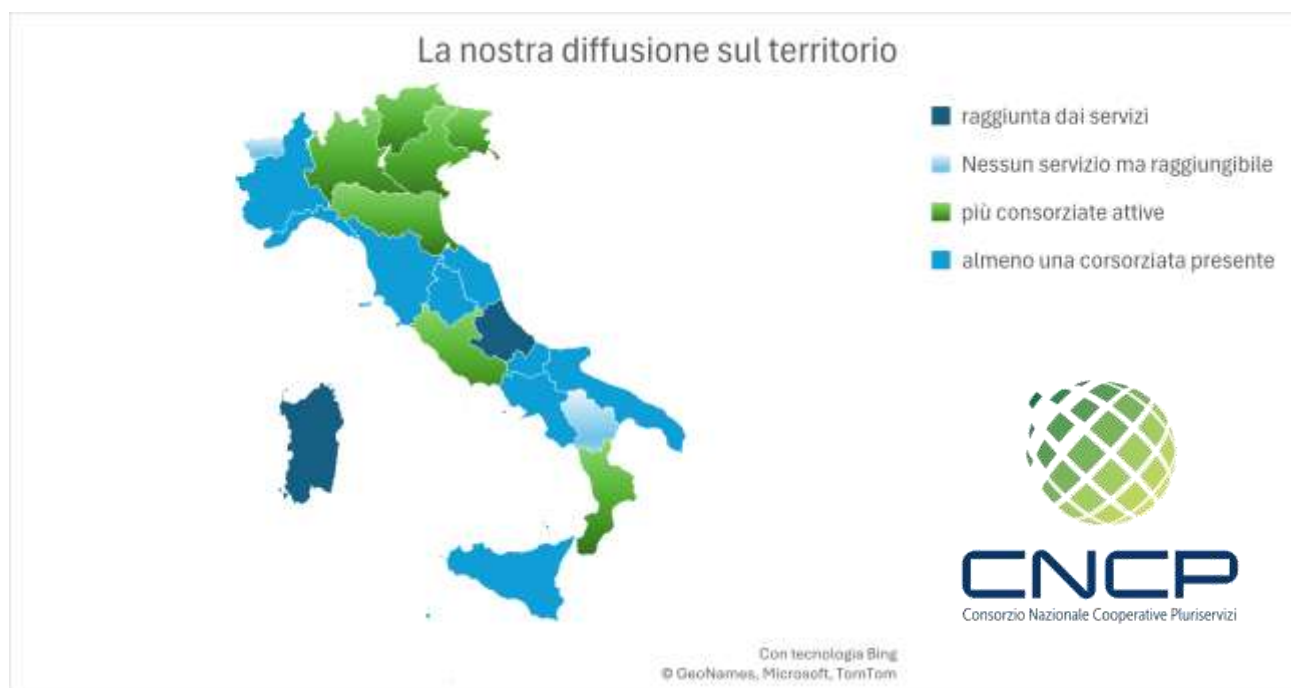 La nostra diffusione sul territorio
raggiunta dai servizi
Nessun servizio ma raggiungibile
più consorziate attive
almeno una corsorziata presente
CNCP
Consorzio Nazionale Cooperative Pluriservizi
Con tecnologia Bing
© GeoNames, Microsoft, TomTom